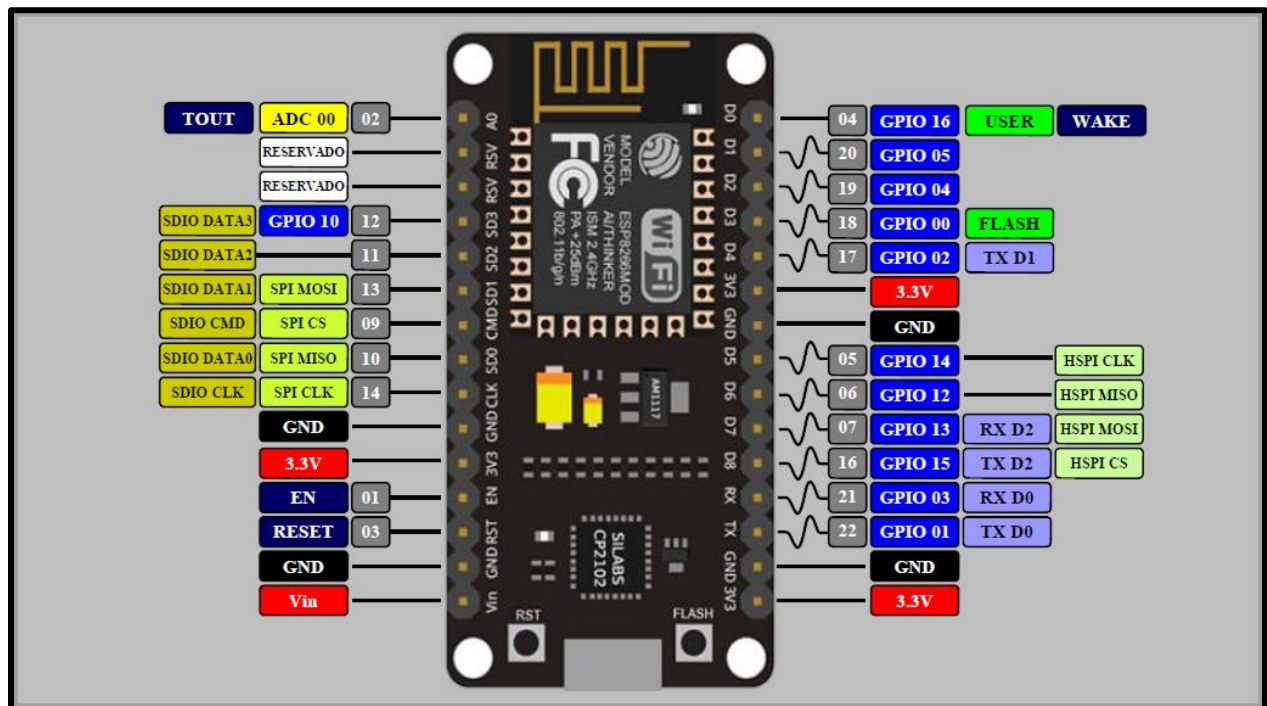 TOUT ADC 00 02 A0
RESERVADO RSV
RESERVADO RSV
SDIO DATA3 GPIO 10 12 SD3
SDIO DATA2 11 SD2
SDIO DATA1 SPI MOSI 13 SD1
SDIO CMD SPI CS 09 CMD
SDIO DATA0 SPI MISO 10 SD0
SDIO CLK SPI CLK 14 CLK
GND GND
3.3V 3V3
EN 01 EN
RESET 03 RST
GND GND
Vin Vin
MODEL ESP8266MOD
VENDOR AI/THINKER
ISM 2.4GHz
PA + 25dBm
802.11b/g/n
FC
WiFi
AM1117
SILABS
CP2102
RST
FLASH
D0 04 GPIO 16 USER WAKE
D1 20 GPIO 05
D2 19 GPIO 04
D3 18 GPIO 00 FLASH
D4 17 GPIO 02 TX D1
3V3 3.3V
GND GND
D5 05 GPIO 14 HSPI CLK
D6 06 GPIO 12 HSPI MISO
D7 07 GPIO 13 RX D2 HSPI MOSI
D8 16 GPIO 15 TX D2 HSPI CS
RX 21 GPIO 03 RX D0
TX 22 GPIO 01 TX D0
GND GND
3V3 3.3V